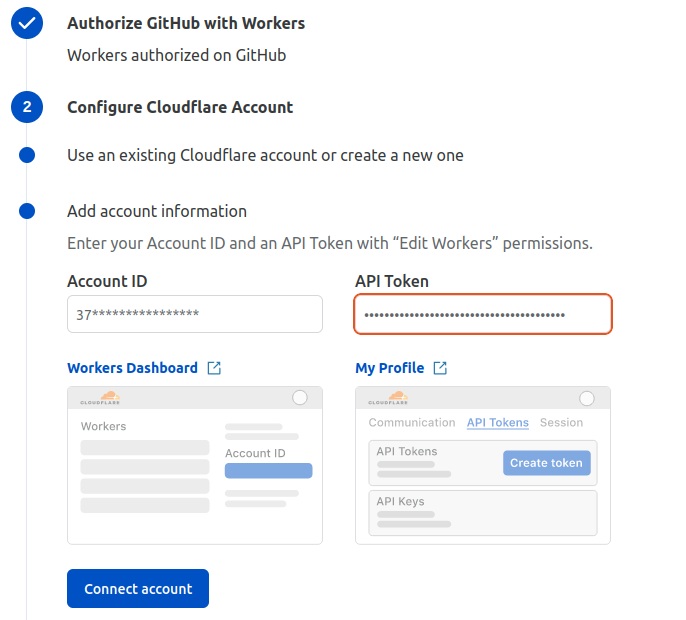 Authorize GitHub with Workers
Workers authorized on GitHub
2
Configure Cloudflare Account
Use an existing Cloudflare account or create a new one
Add account information
Enter your Account ID and an API Token with “Edit Workers” permissions.
Account ID
API Token
37****************
••••••••••••••••••••••••••••••••••••••••
Workers Dashboard
My Profile
CLOUDFLARE
Workers
Account ID
CLOUDFLARE
Communication API Tokens Session
API Tokens
Create token
API Keys
Connect account